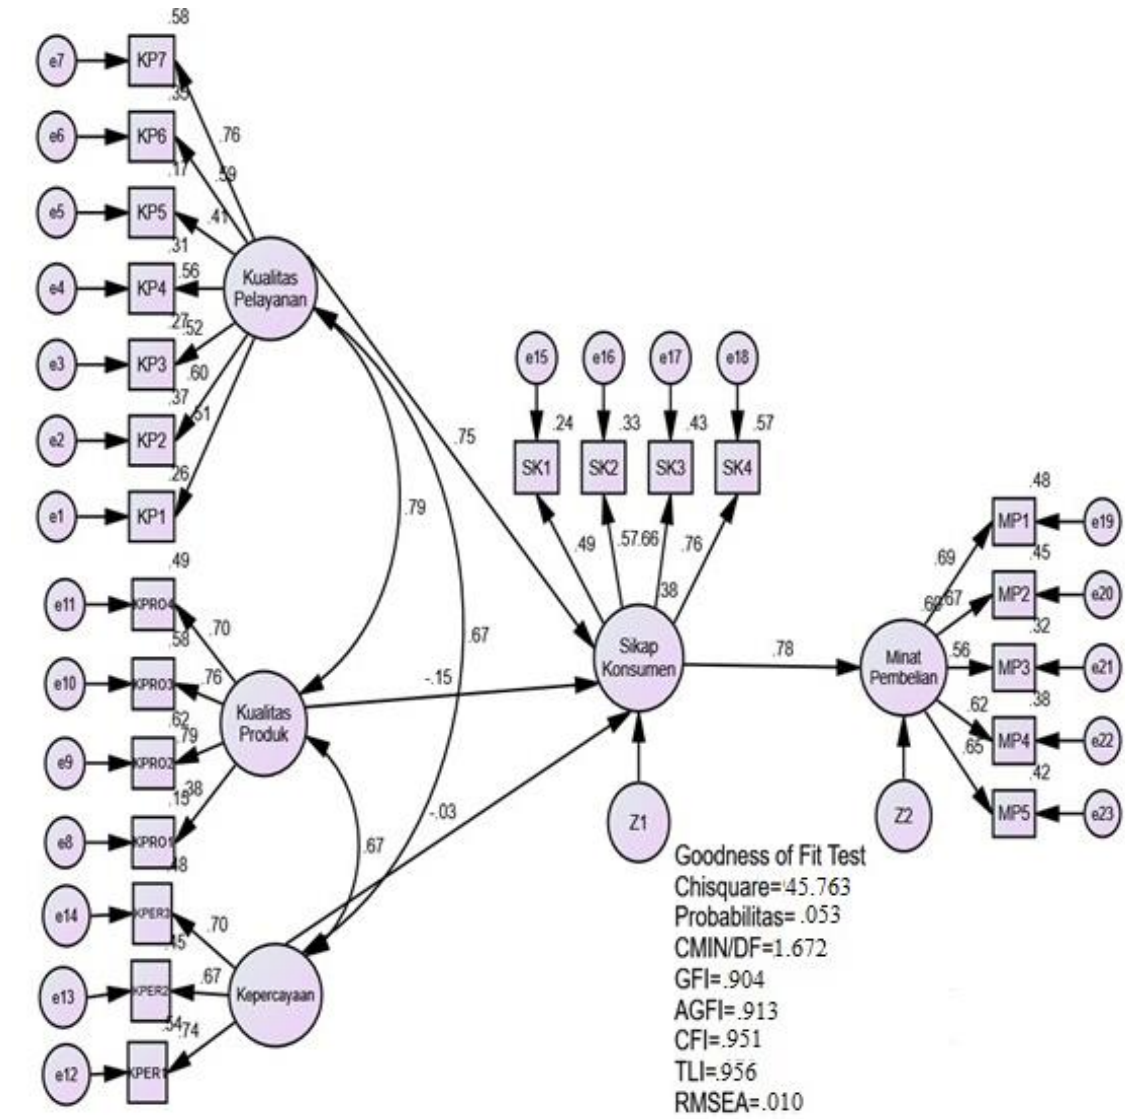 .58
e7
KP7
.35
.76
e6
KP6
.17
.59
e5
KP5
.41
.31
e4
KP4
.56
Kualitas
Pelayanan
.27
.52
e3
KP3
.60
.37
e2
KP2
.51
.26
e1
KP1
.75
.79
.67
.49
e11
KPRO4
.70
.58
e10
KPRO3
.76
.62
Kualitas
Produk
.79
e9
KPRO2
.38
.15
e8
KPRO1
.48
-.15
-.03
.67
e14
KPER3
.70
.45
e13
KPER2
.67
Kepercayaan
.54
.74
e12
KPER1
e15
e16
e17
e18
.24
.33
.43
.57
SK1
SK2
SK3
SK4
.49
.57
.66
.76
.38
Sikap
Konsumen
.78
Z1
.48
MP1
e19
.69
.45
MP2
e20
.67
.32
Minat
Pembelian
.56
MP3
e21
.38
.62
MP4
e22
.65
.42
MP5
e23
Z2
Goodness of Fit Test
Chisquare=45.763
Probabilitas= .053
CMIN/DF=1.672
GFI=.904
AGFI=.913
CFI=.951
TLI=.956
RMSEA=.010